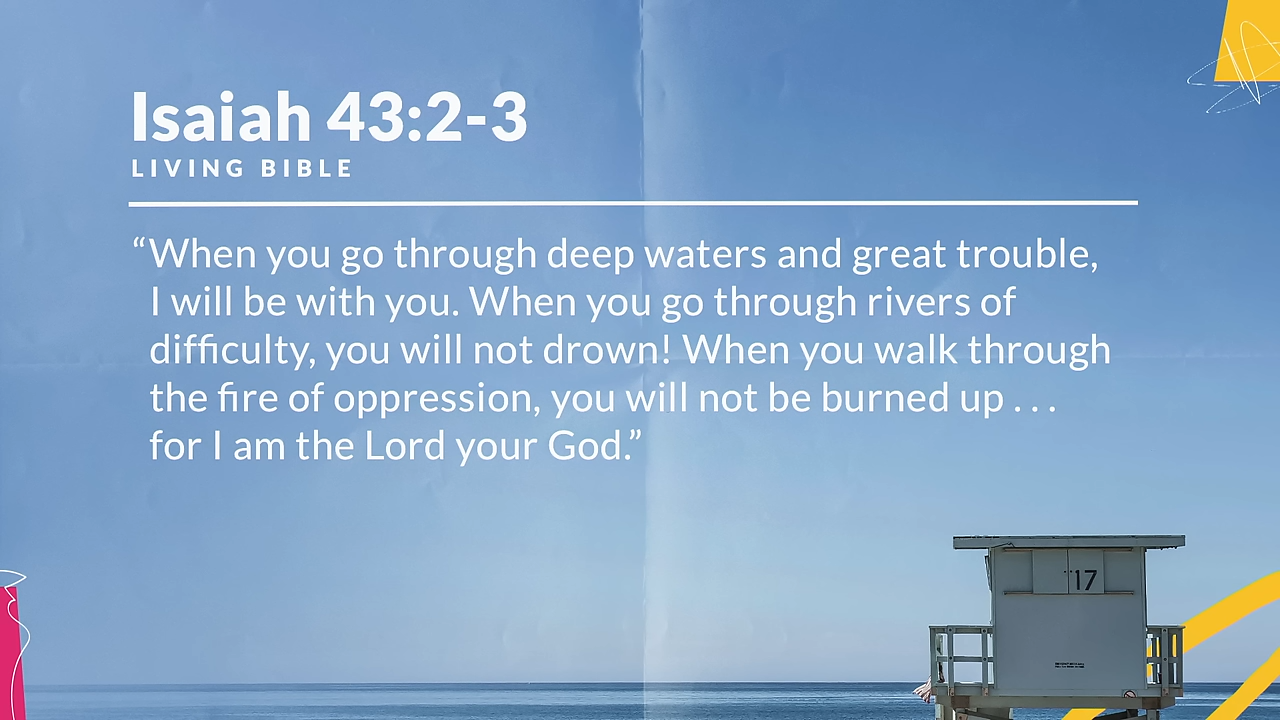 Isaiah 43:2-3
LIVING BIBLE
“When you go through deep waters and great trouble,
I will be with you. When you go through rivers of
difficulty, you will not drown! When you walk through
the fire of oppression, you will not be burned up . . .
for I am the Lord your God.”
17